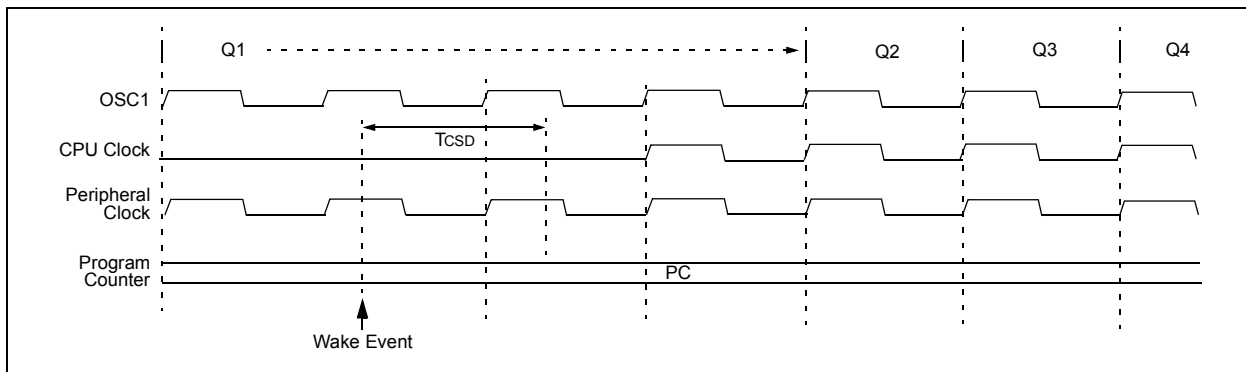 Q1
Q2
Q3
Q4
OSC1
TCSD
CPU Clock
Peripheral
Clock
Program
Counter
PC
Wake Event